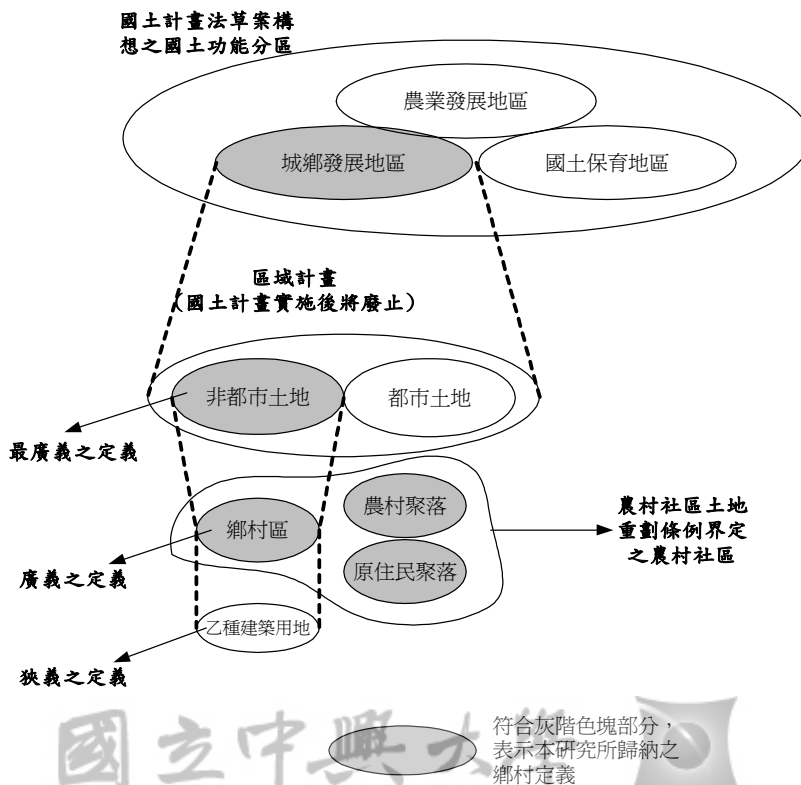 國土計畫法草案構
想之國土功能分區
農業發展地區
城鄉發展地區
國土保育地區
區域計畫
（國土計畫實施後將廢止）
非都市土地
都市土地
最廣義之定義
農村聚落
鄉村區
原住民聚落
農村社區土地
重劃條例界定
之農村社區
廣義之定義
乙種建築用地
狹義之定義
符合灰階色塊部分，
表示本研究所歸納之
鄉村定義
國立中興大學